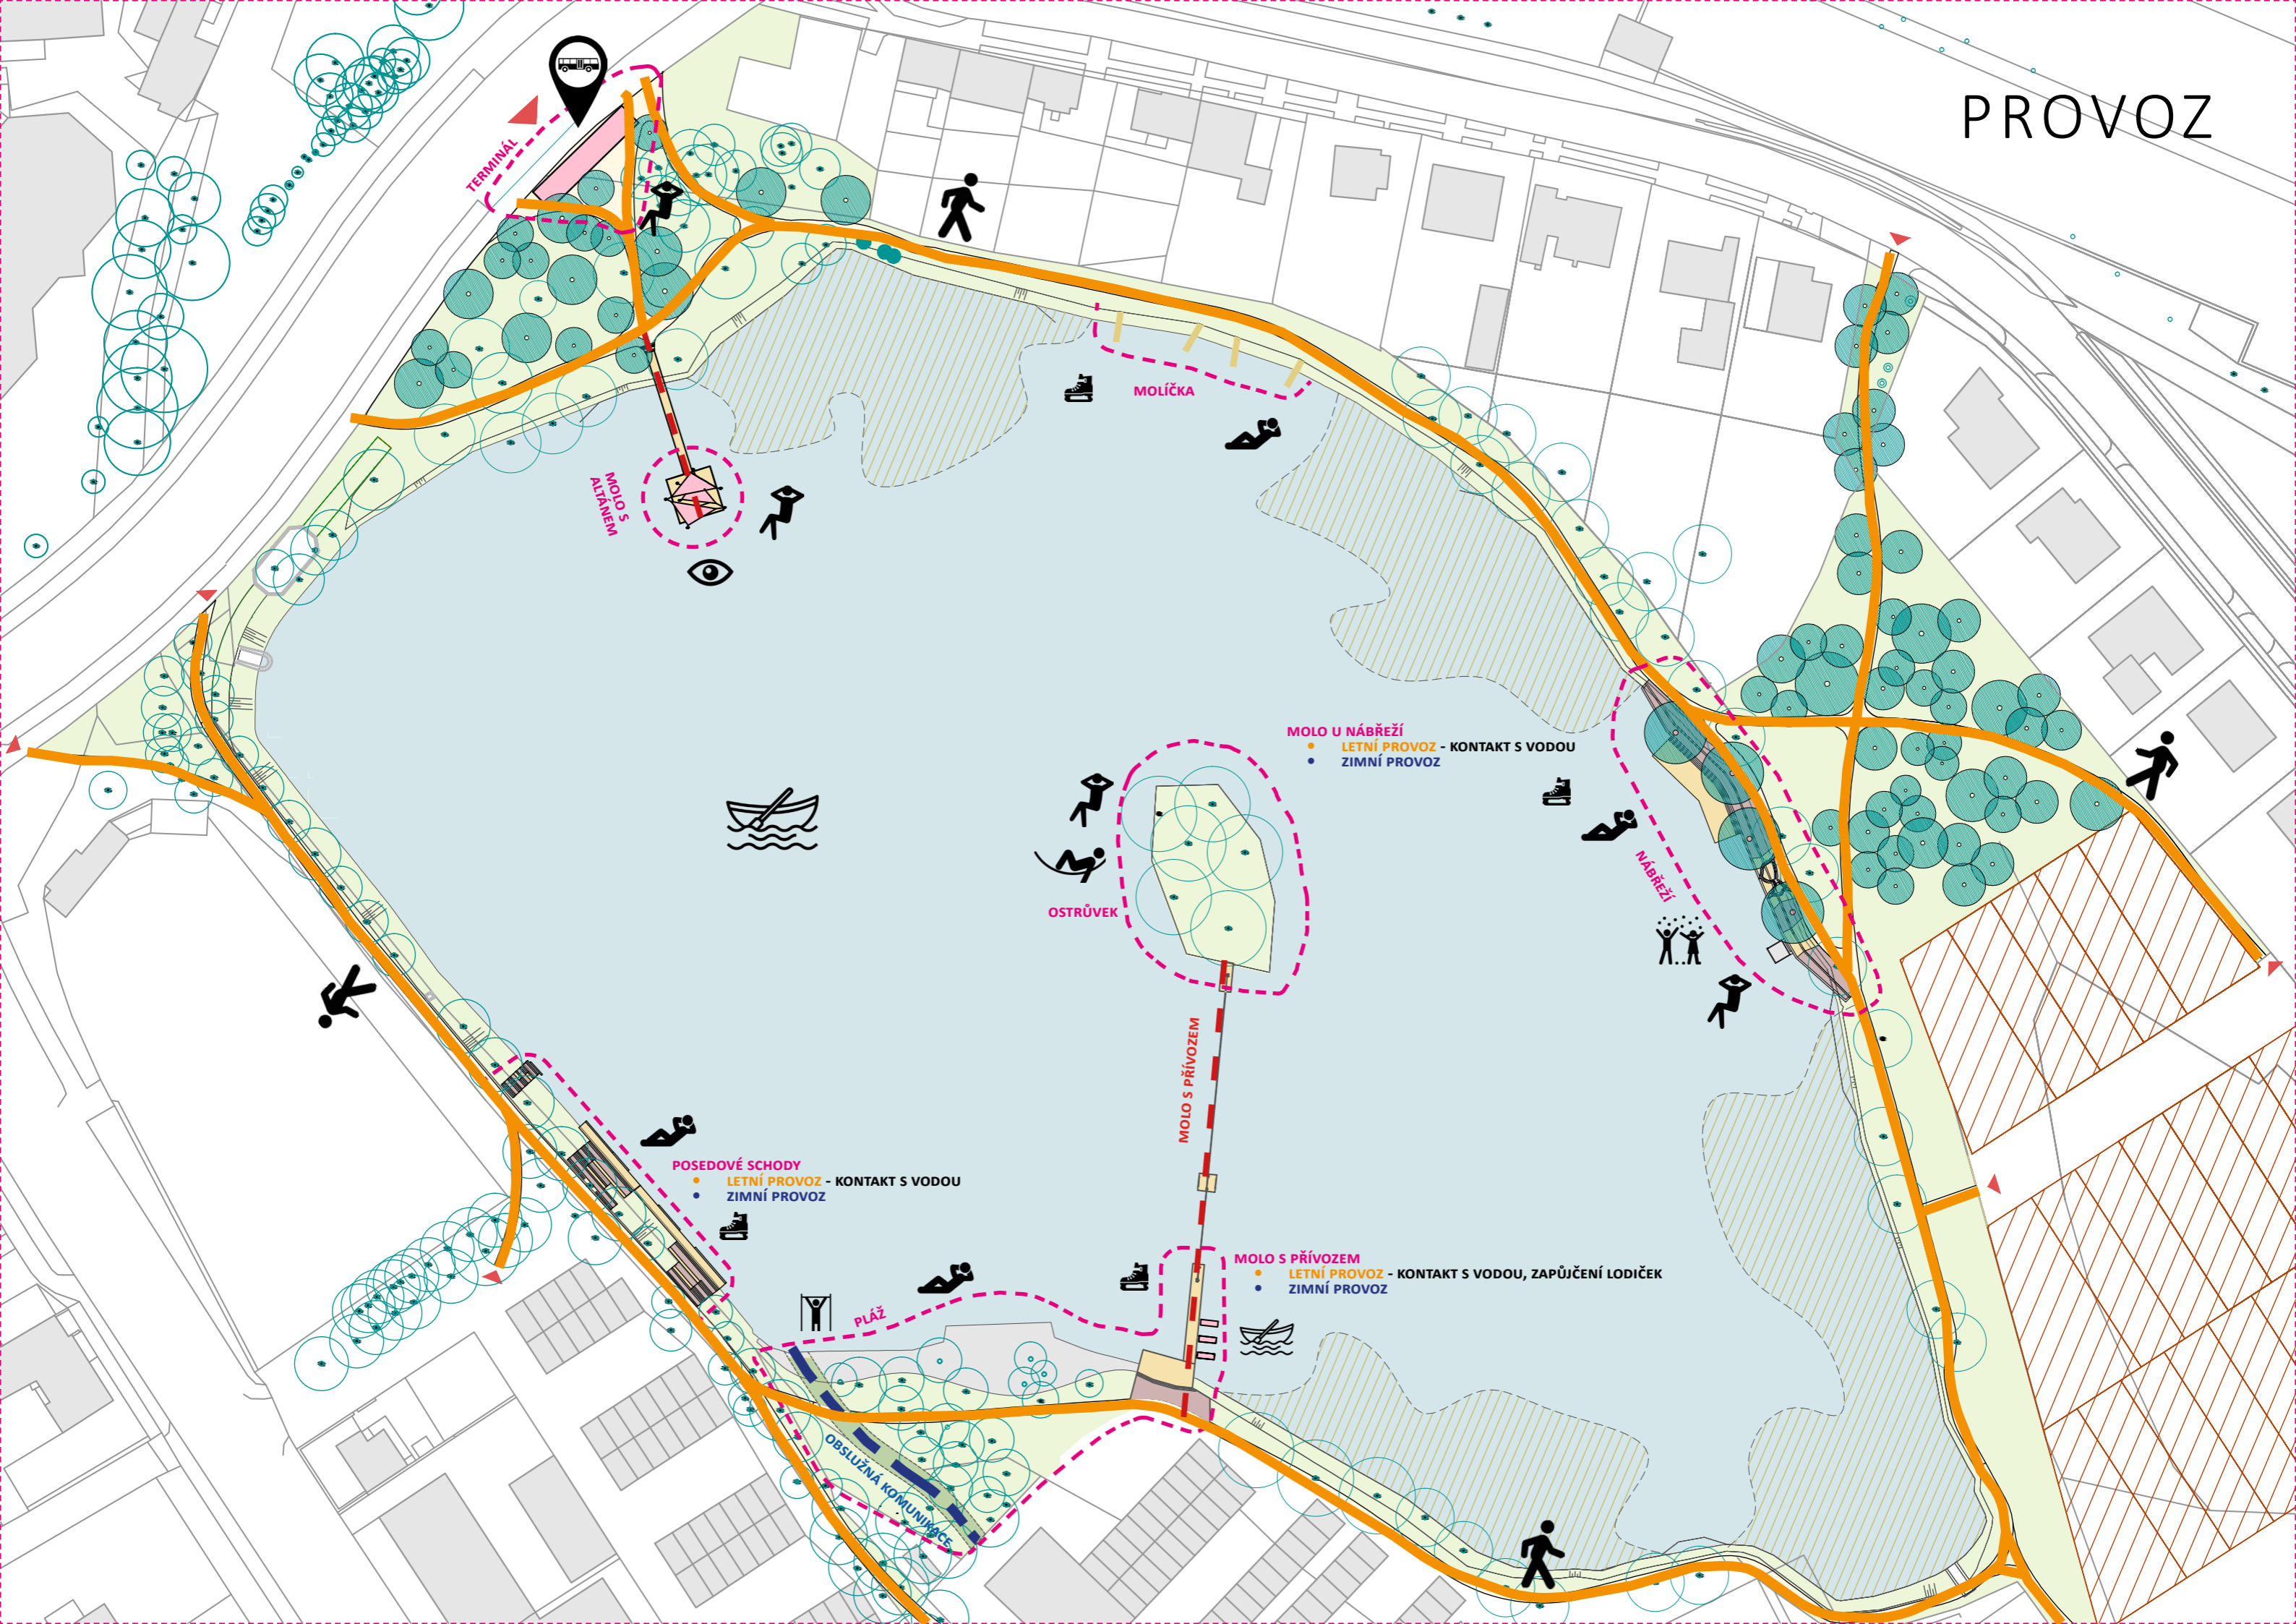 PROVOZ
TERMINÁL
MOLÍČKA
MOLO S
ALTÁNEM
MOLO U NÁBŘEŽÍ
• LETNÍ PROVOZ - KONTAKT S VODOU
• ZIMNÍ PROVOZ
NÁBŘEŽÍ
OSTRŮVEK
MOLO S PŘÍVOZEM
POSEDOVÉ SCHODY
• LETNÍ PROVOZ - KONTAKT S VODOU
• ZIMNÍ PROVOZ
MOLO S PŘÍVOZEM
• LETNÍ PROVOZ - KONTAKT S VODOU, ZAPŮJČENÍ LODIČEK
• ZIMNÍ PROVOZ
PLÁŽ
OBSLUŽNÁ KOMUNIKACE